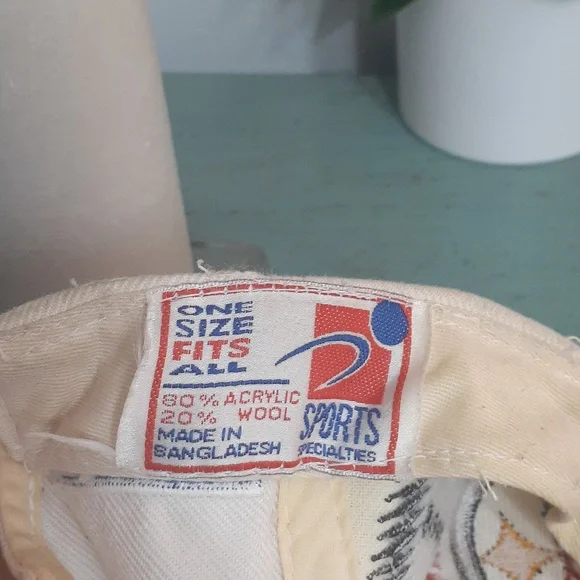 ONE
SIZE
FITS
ALL
80% ACRYLIC
20% WOOL
MADE IN
BANGLADESH
SPORTS
SPECIALTIES